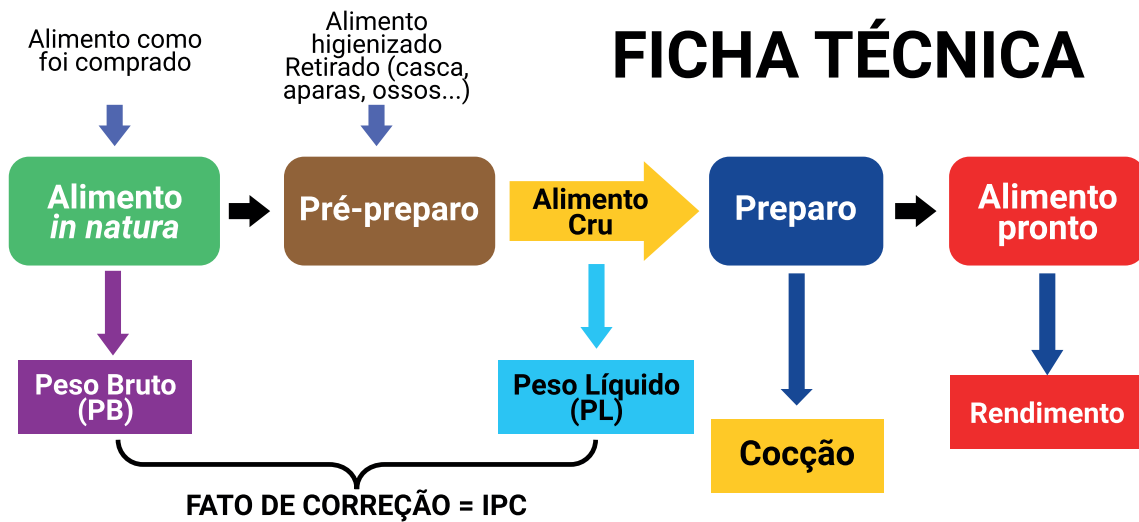 Alimento como
foi comprado
Alimento
higienizado
Retirado (casca,
aparas, ossos...)
FICHA TÉCNICA
Alimento
in natura
Pré-preparo
Alimento
Cru
Preparo
Alimento
pronto
Peso Bruto
(PB)
Peso Líquido
(PL)
Cocção
Rendimento
FATO DE CORREÇÃO = IPC